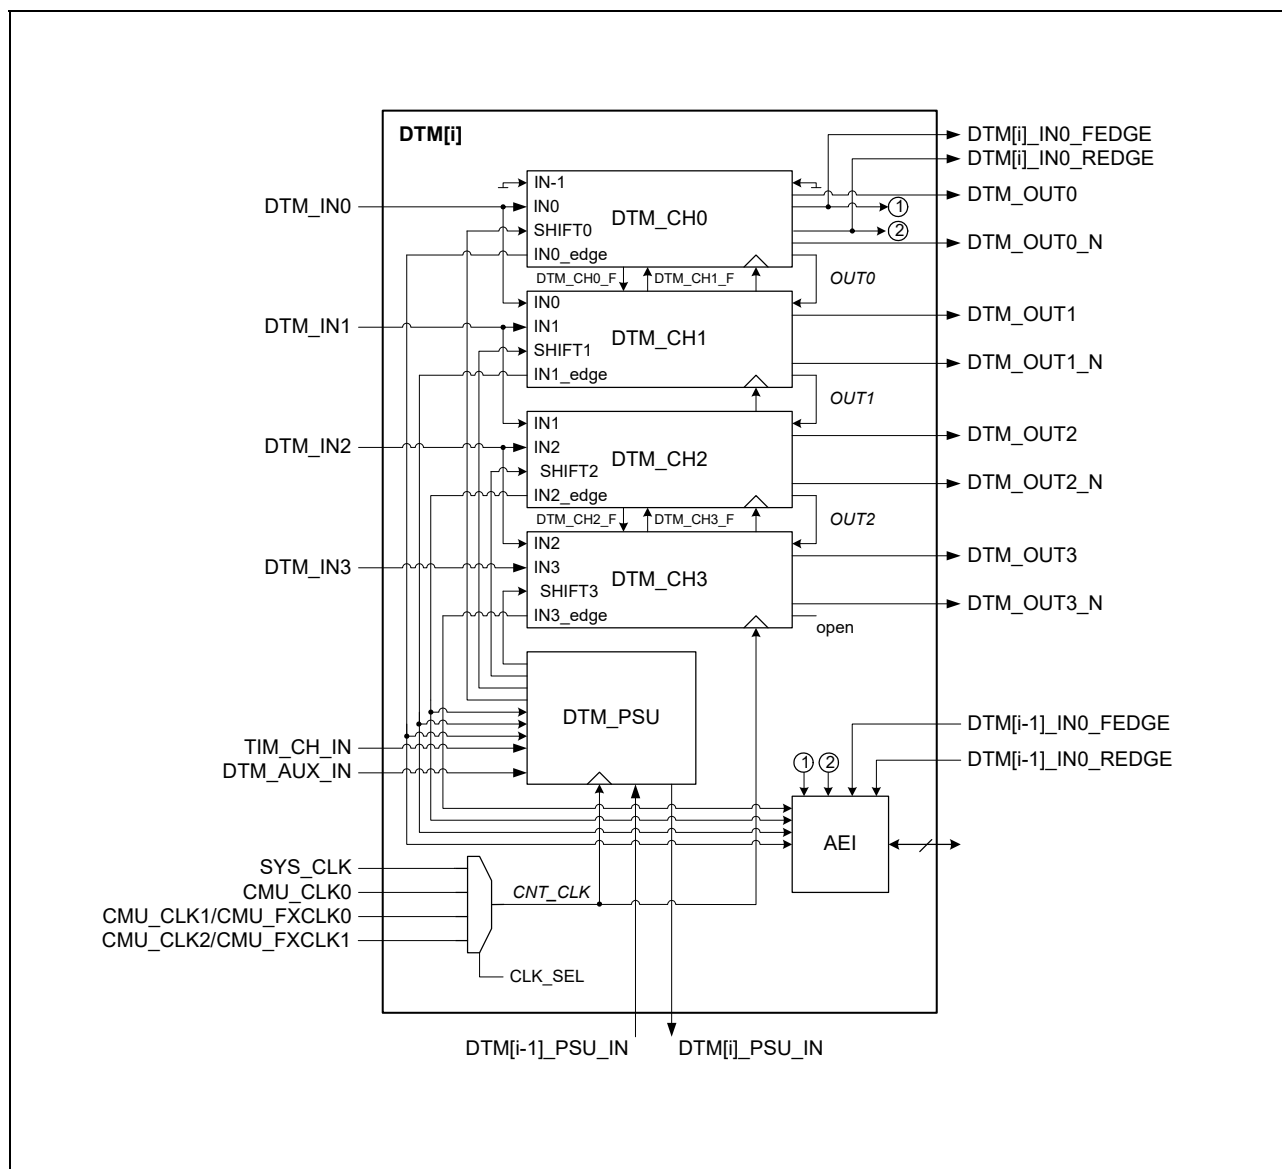 DTM[i]
DTM[i]_IN0_FEDGE
DTM[i]_IN0_REDGE
IN-1
DTM_OUT0
DTM_IN0
IN0
DTM_CH0
1
SHIFT0
2
IN0_edge
DTM_OUT0_N
DTM_CH0_F
DTM_CH1_F
OUT0
IN0
DTM_OUT1
DTM_IN1
IN1
DTM_CH1
SHIFT1
DTM_OUT1_N
IN1_edge
OUT1
IN1
DTM_OUT2
DTM_IN2
IN2
DTM_CH2
SHIFT2
DTM_OUT2_N
IN2_edge
DTM_CH2_F
DTM_CH3_F
OUT2
IN2
DTM_OUT3
DTM_IN3
IN3
DTM_CH3
SHIFT3
DTM_OUT3_N
IN3_edge
open
DTM_PSU
DTM[i-1]_IN0_FEDGE
TIM_CH_IN
DTM[i-1]_IN0_REDGE
DTM_AUX_IN
1
2
AEI
SYS_CLK
CMU_CLK0
CNT_CLK
CMU_CLK1/CMU_FXCLK0
CMU_CLK2/CMU_FXCLK1
CLK_SEL
DTM[i-1]_PSU_IN
DTM[i]_PSU_IN